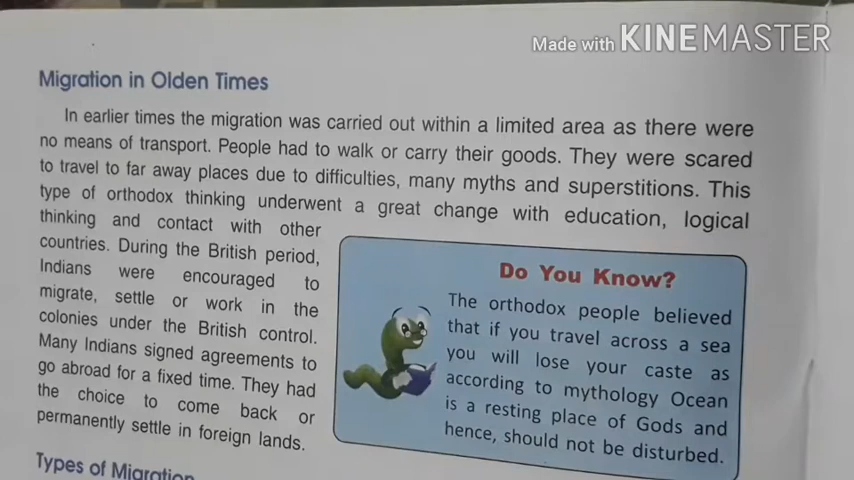 Made with KINEMASTER
Migration in Olden Times
In earlier times the migration was carried out within a limited area as there were
no means of transport. People had to walk or carry their goods. They were scared
to travel to far away places due to difficulties, many myths and superstitions. This
type of orthodox thinking underwent a great change with education, logical
thinking and contact with other
countries. During the British period,
Indians were encouraged to
migrate, settle or work in the
colonies under the British control.
Many Indians signed agreements to
go abroad for a fixed time. They had
the choice to come back or
permanently settle in foreign lands.
Do You Know?
The orthodox people believed
that if you travel across a sea
you will lose your caste as
according to mythology Ocean
is a resting place of Gods and
hence, should not be disturbed.
Types of Migration